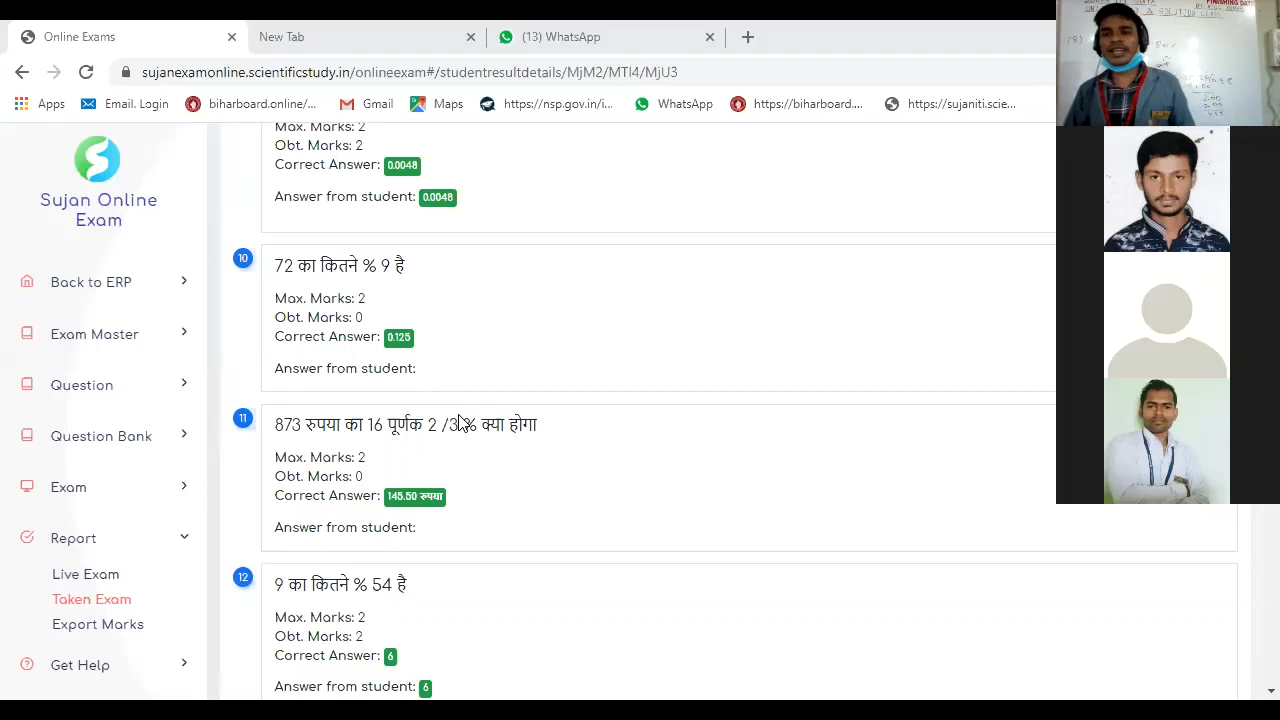 Online Exams
New Tab
(13) WhatsApp
sujanexamonline.scientificstudy.in/onlineexam#/studentresultdetails/MjM2/MTI4/MjU3
Apps
Email. Login
biharboard.online/...
Gmail
Maps
https://nsp.gov.in/i...
WhatsApp
https://biharboard....
https://sujaniti.scie...
FINISHING DATE
Sujan Online
Exam
Back to ERP
Exam Master
Question
Question Bank
Exam
Report
Live Exam
Taken Exam
Export Marks
Get Help
Max. Marks: 2
Obt. Marks: 2
Correct Answer: 0.0048
Answer from student: 0.0048
10
72 का कितने % 9 है
Max. Marks: 2
Obt. Marks: 0
Correct Answer: 0.125
Answer from student:
11
873 रुपया का 16 पूर्णक 2 /3 % क्या होगा
Max. Marks: 2
Obt. Marks: 0
Correct Answer: 145.50 रुपया
Answer from student:
12
9 का कितने % 54 है
Max. Marks: 2
Obt. Marks: 2
Correct Answer: 6
Answer from student: 6